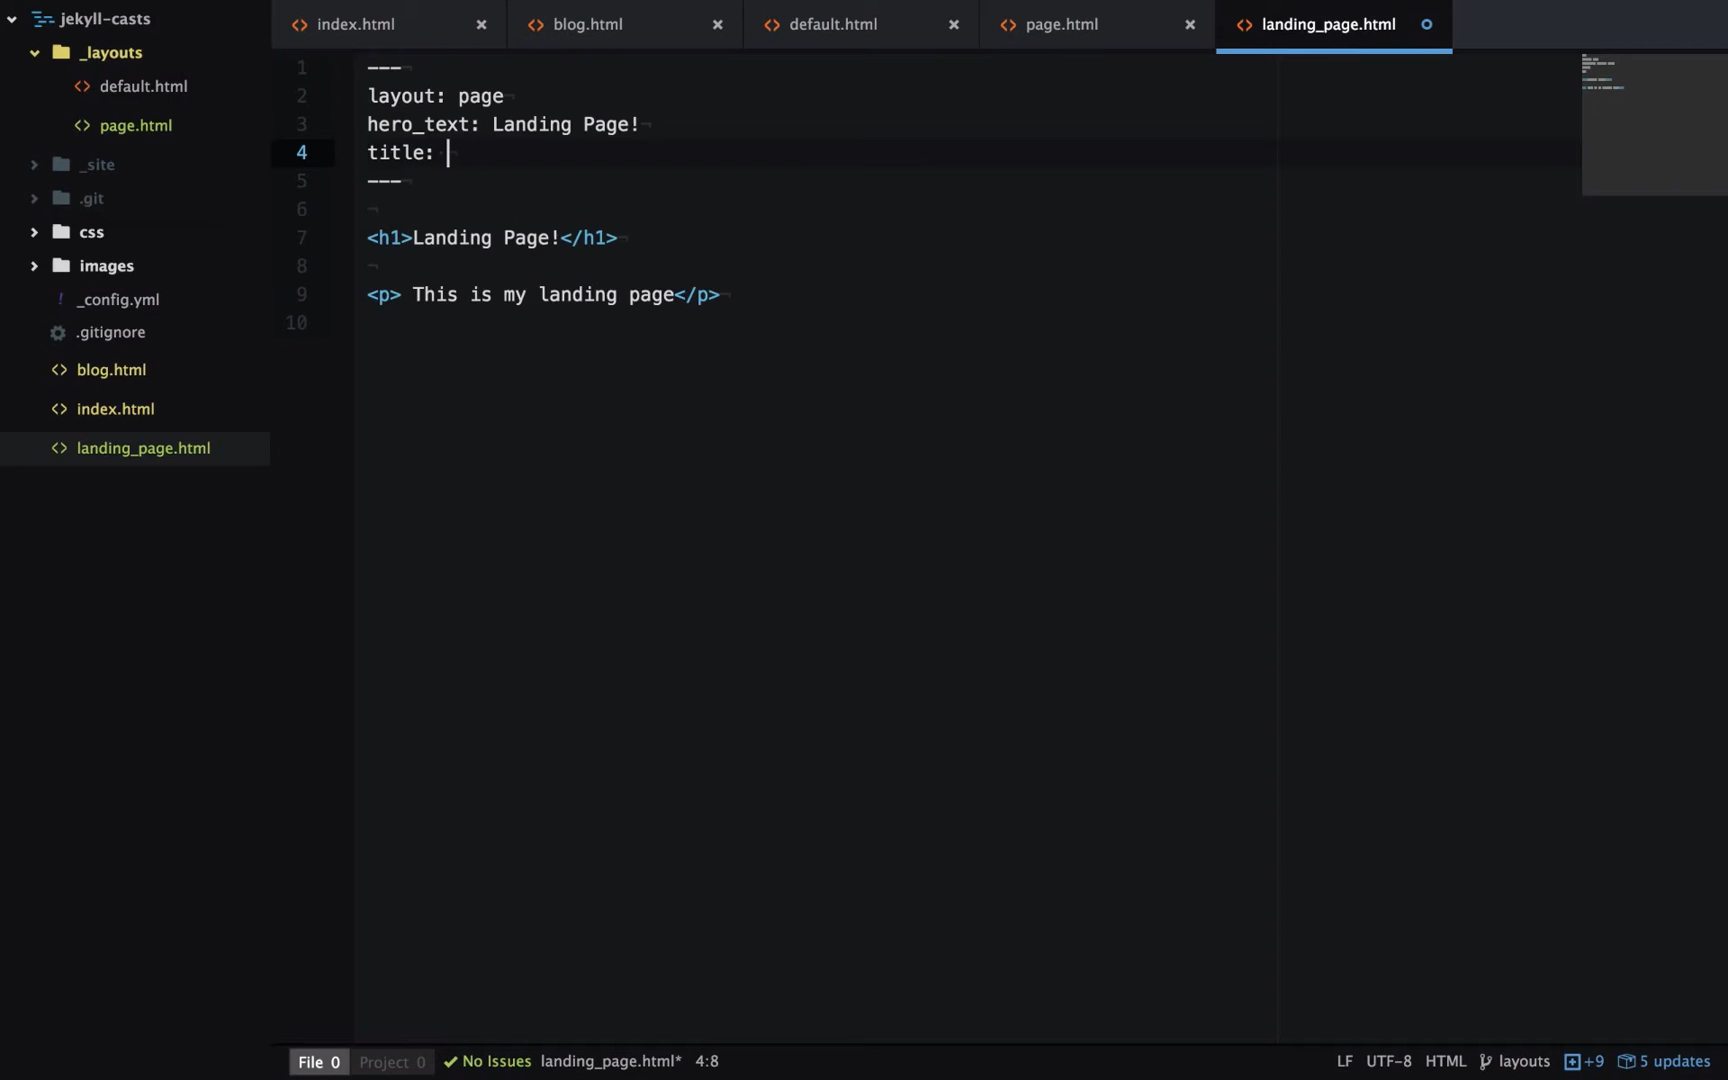 jekyll-casts
_layouts
default.html
page.html
_site
.git
css
images
_config.yml
.gitignore
blog.html
index.html
landing_page.html
index.html
blog.html
default.html
page.html
landing_page.html
1 ---
2 layout: page
3 hero_text: Landing Page!
4 title:
5 ---
6
7 <h1>Landing Page!</h1>
8
9 <p> This is my landing page</p>
10
File 0 Project 0 No Issues landing_page.html* 4:8 LF UTF-8 HTML layouts +9 5 updates